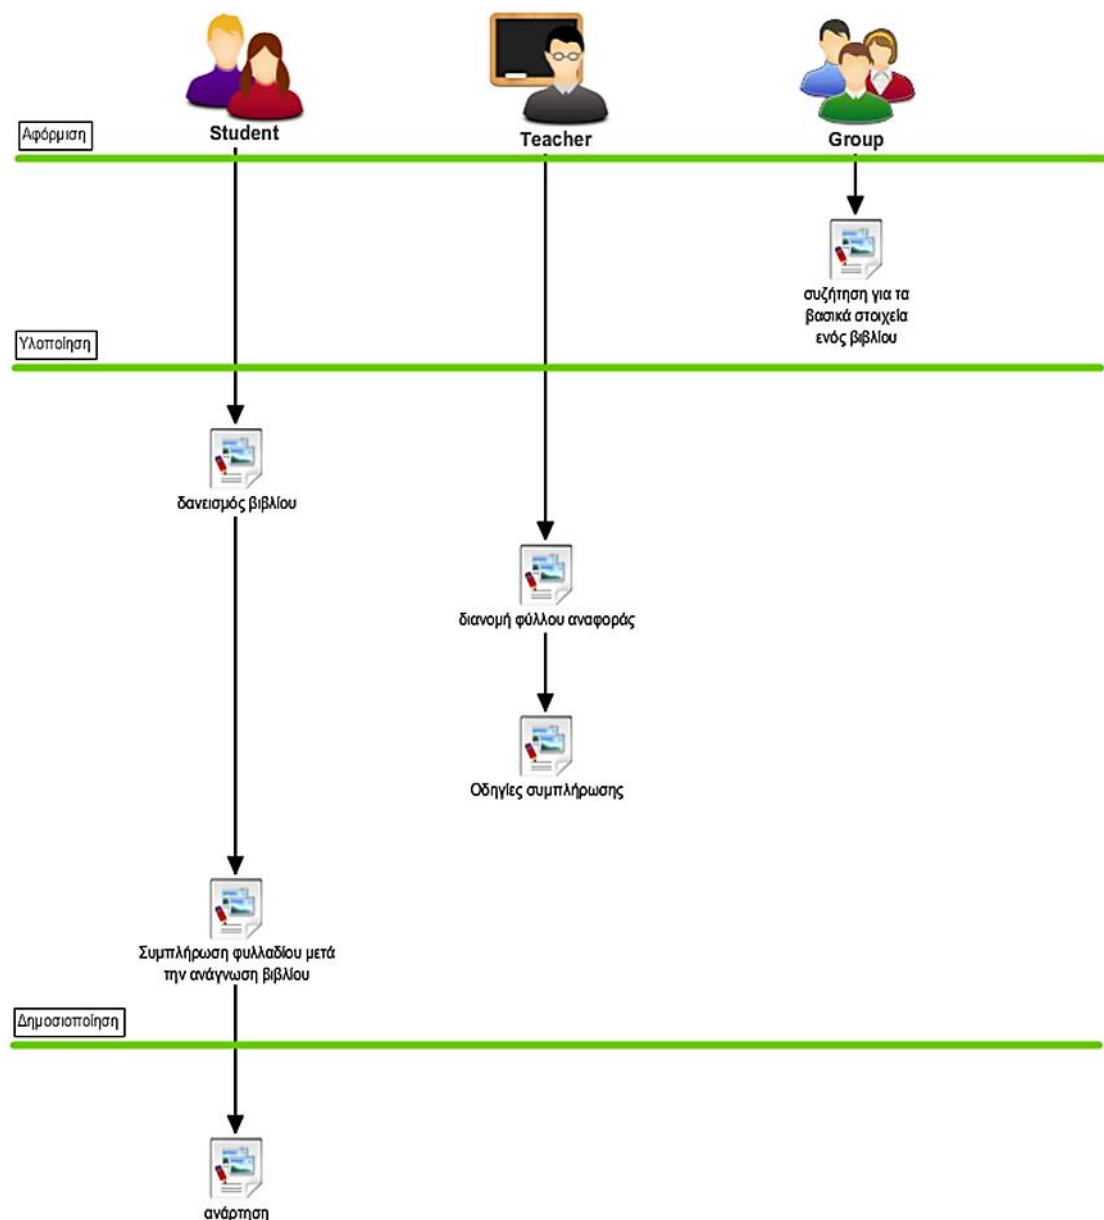 Student
Teacher
Group
Αφόρμιση
συζήτηση για τα
βασικά στοιχεία
ενός βιβλίου
Υλοποίηση
δανεισμός βιβλίου
διανομή φύλλου αναφοράς
Οδηγίες συμπλήρωσης
Συμπλήρωση φυλλαδίου μετά
την ανάγνωση βιβλίου
Δημοσιοποίηση
ανάρτηση